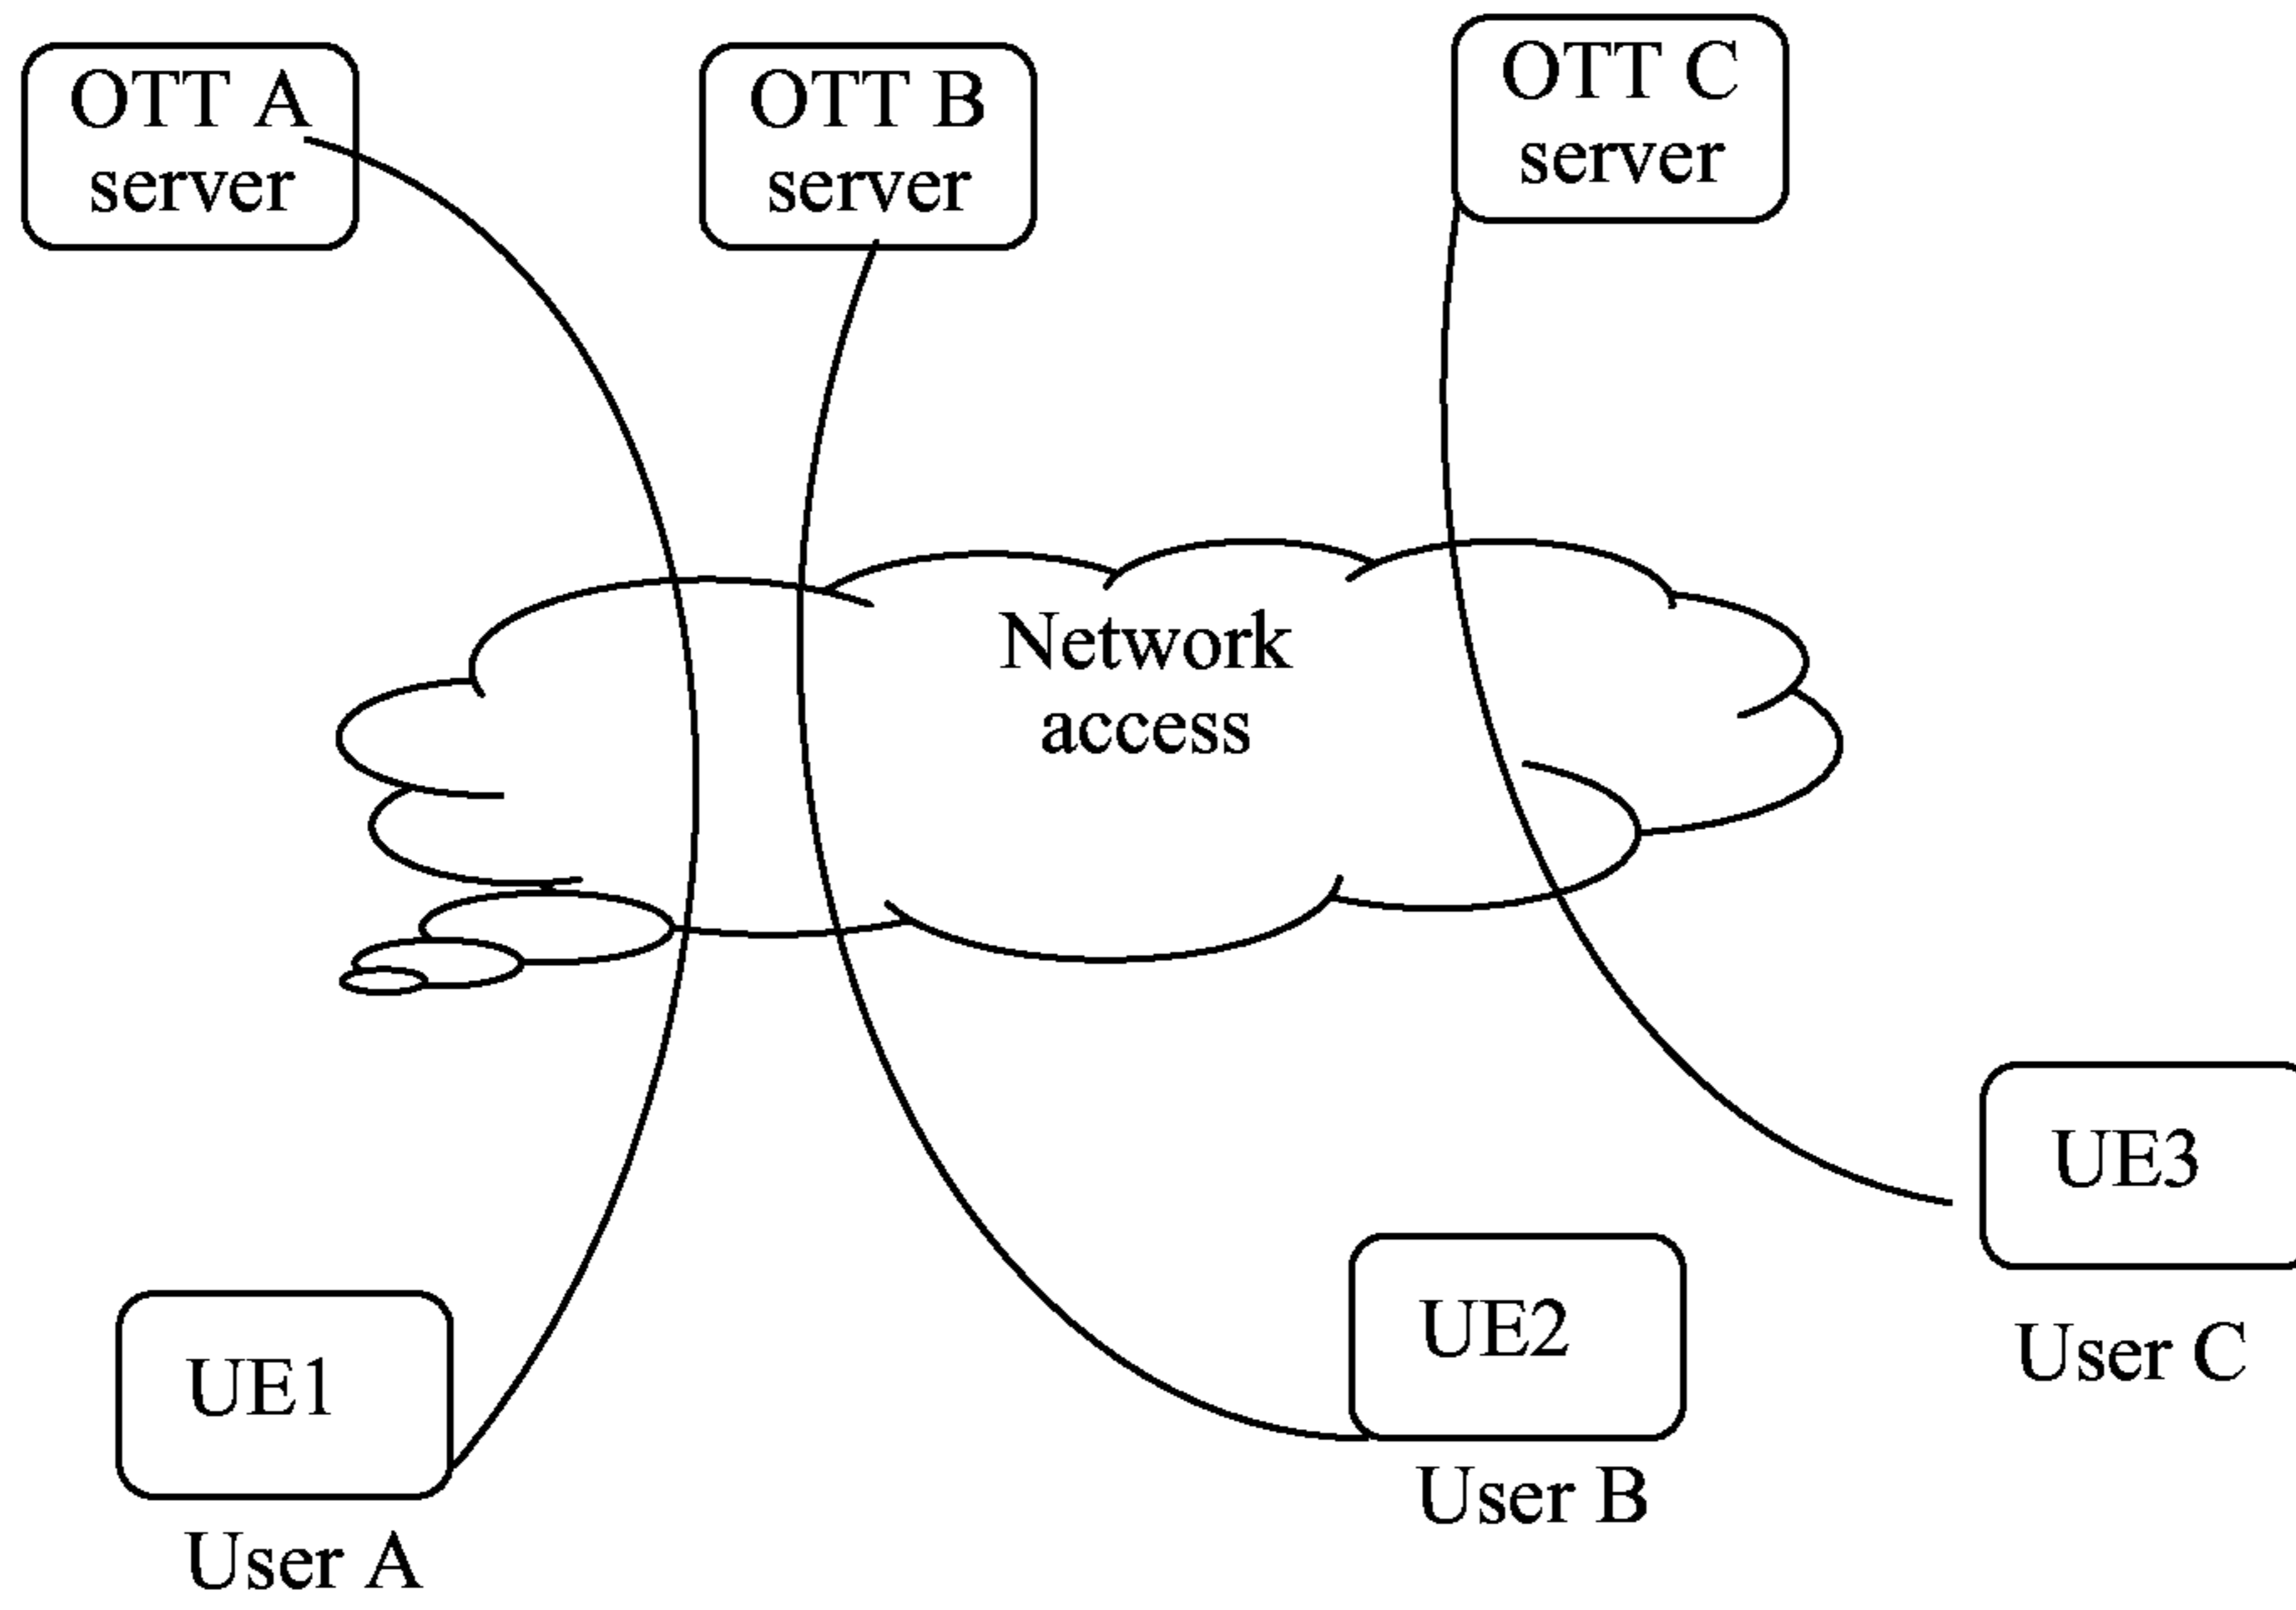 OTT A
server
OTT B
server
OTT C
server
Network
access
UE1
User A
UE2
User B
UE3
User C